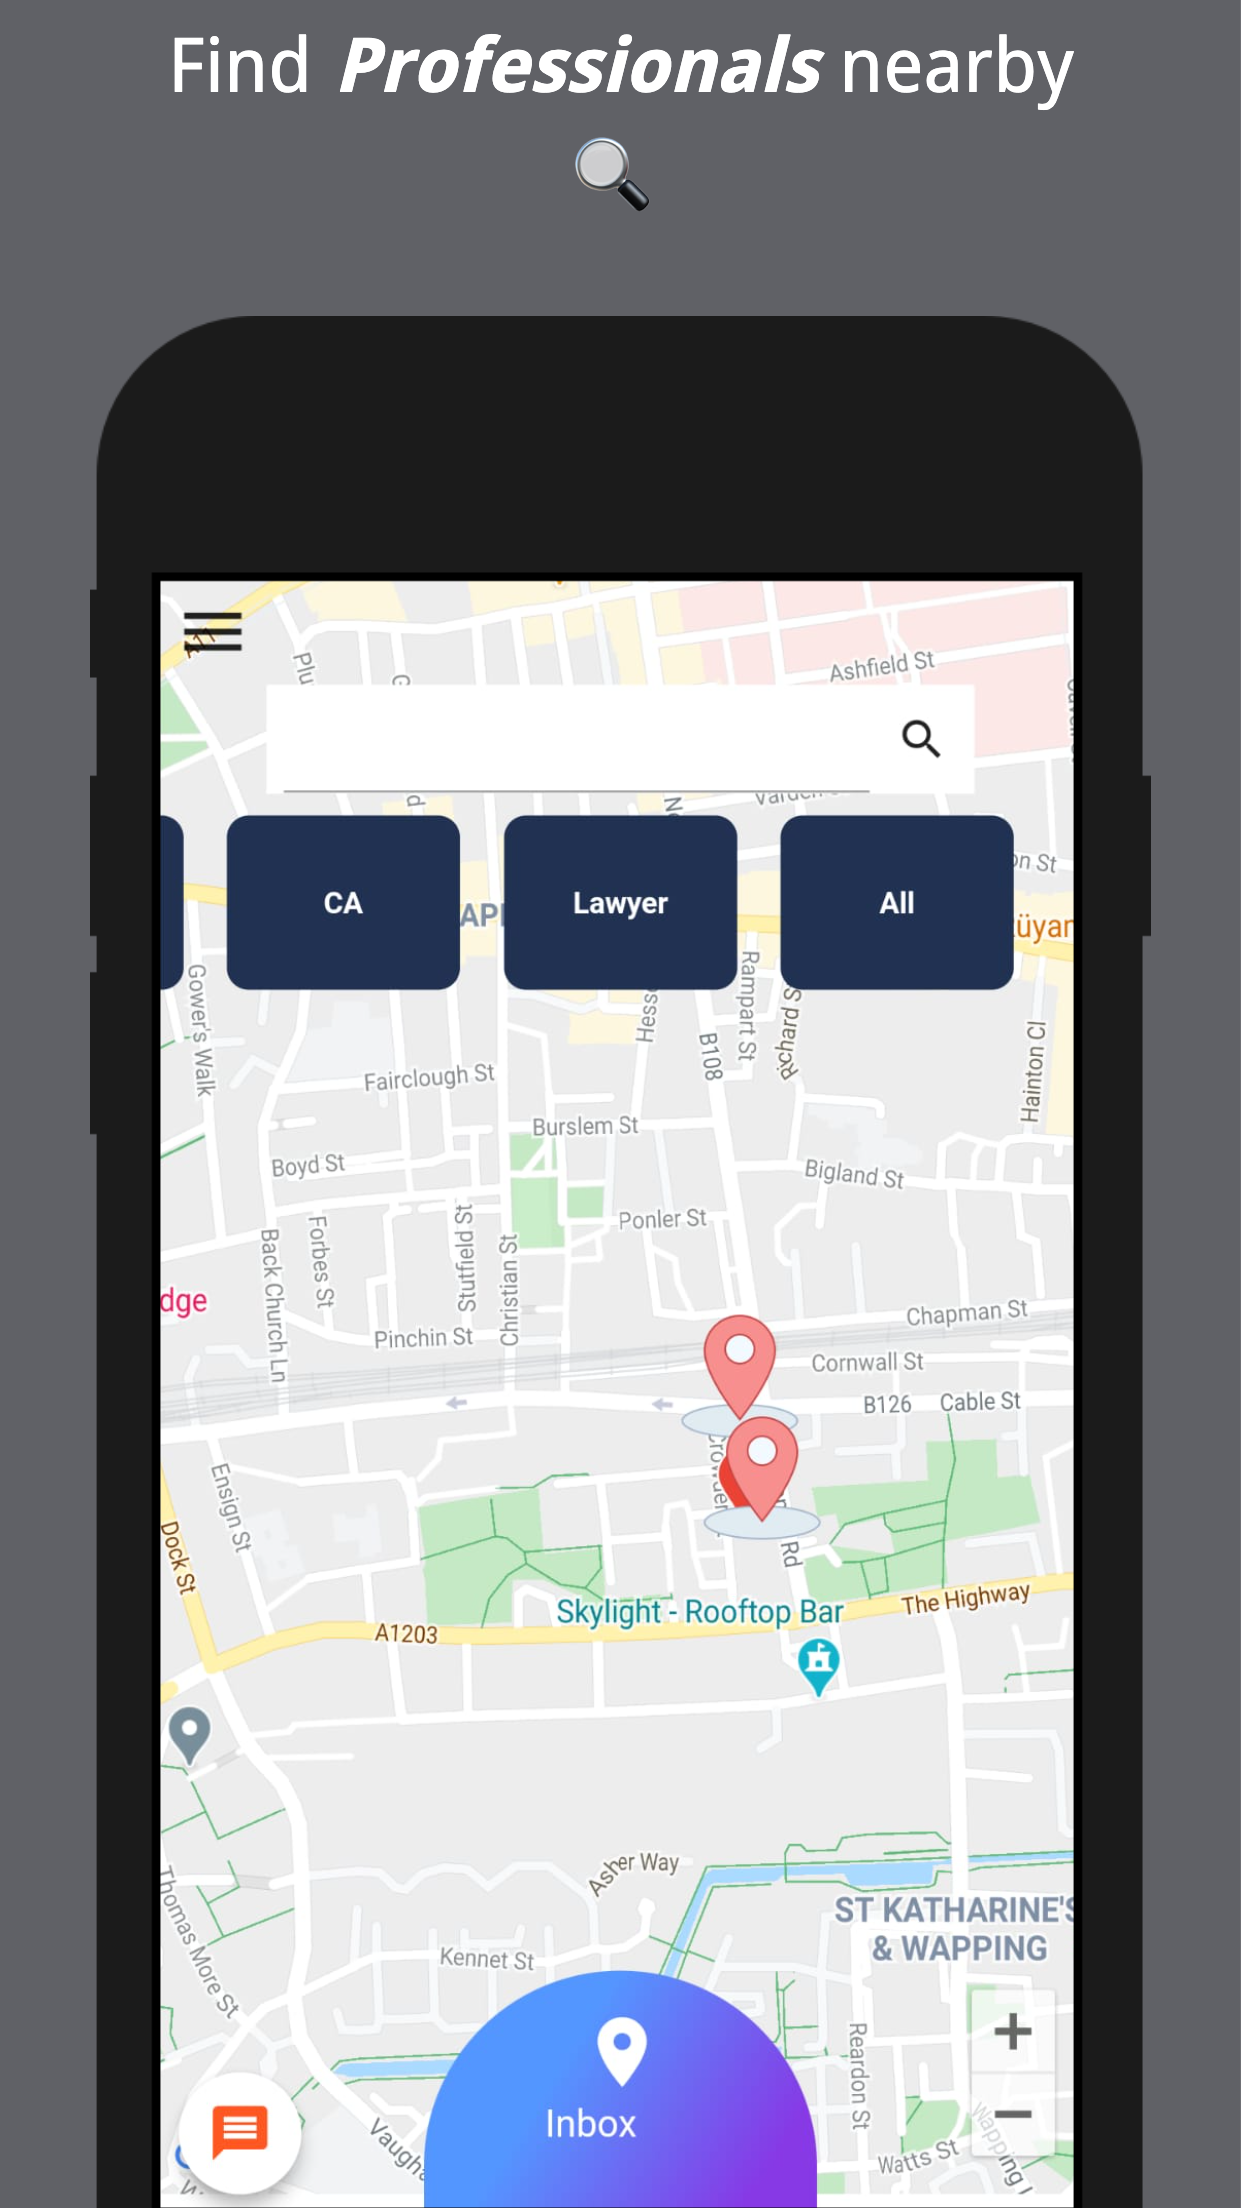 Find Professionals nearby
Ashfield St
CA
Lawyer
All
Gower's Walk
Rampart St
B108
Hainton Cl
Fairclough St
Burslem St
Boyd St
Bigland St
Ponler St
Forbes St
Back Church Ln
Stutfield St
Christian St
Chapman St
Pinchin St
Cornwall St
B126
Cable St
Ensign St
Dock St
Rd
Skylight - Rooftop Bar
The Highway
A1203
Asher Way
Thomas More St
ST KATHARINE'S
& WAPPING
Kennet St
Reardon St
+
Inbox
−
Watts St